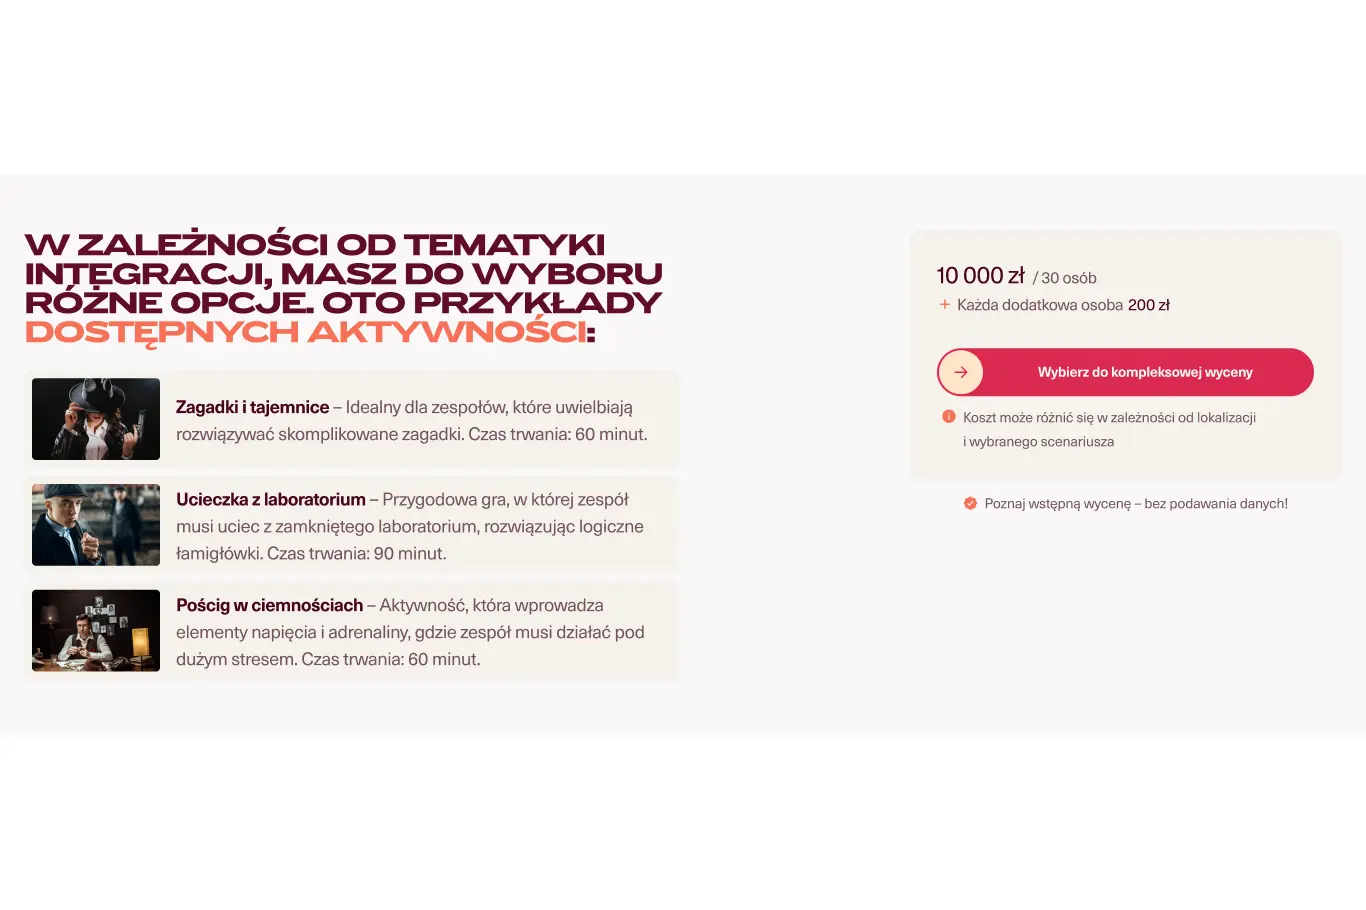 W ZALEŻNOŚCI OD TEMATYKI
INTEGRACJI, MASZ DO WYBORU
RÓŻNE OPCJE. OTO PRZYKŁADY
DOSTĘPNYCH AKTYWNOŚCI:
Zagadki i tajemnice – Idealny dla zespołów, które uwielbiają
rozwiązywać skomplikowane zagadki. Czas trwania: 60 minut.
Ucieczka z laboratorium – Przygodowa gra, w której zespół
musi uciec z zamkniętego laboratorium, rozwiązując logiczne
łamigłówki. Czas trwania: 90 minut.
Pościg w ciemnościach – Aktywność, która wprowadza
elementy napięcia i adrenaliny, gdzie zespół musi działać pod
dużym stresem. Czas trwania: 60 minut.
10 000 zł / 30 osób
+ Każda dodatkowa osoba 200 zł
Wybierz do kompleksowej wyceny
Koszt może różnić się w zależności od lokalizacji
i wybranego scenariusza
Poznaj wstępną wycenę – bez podawania danych!